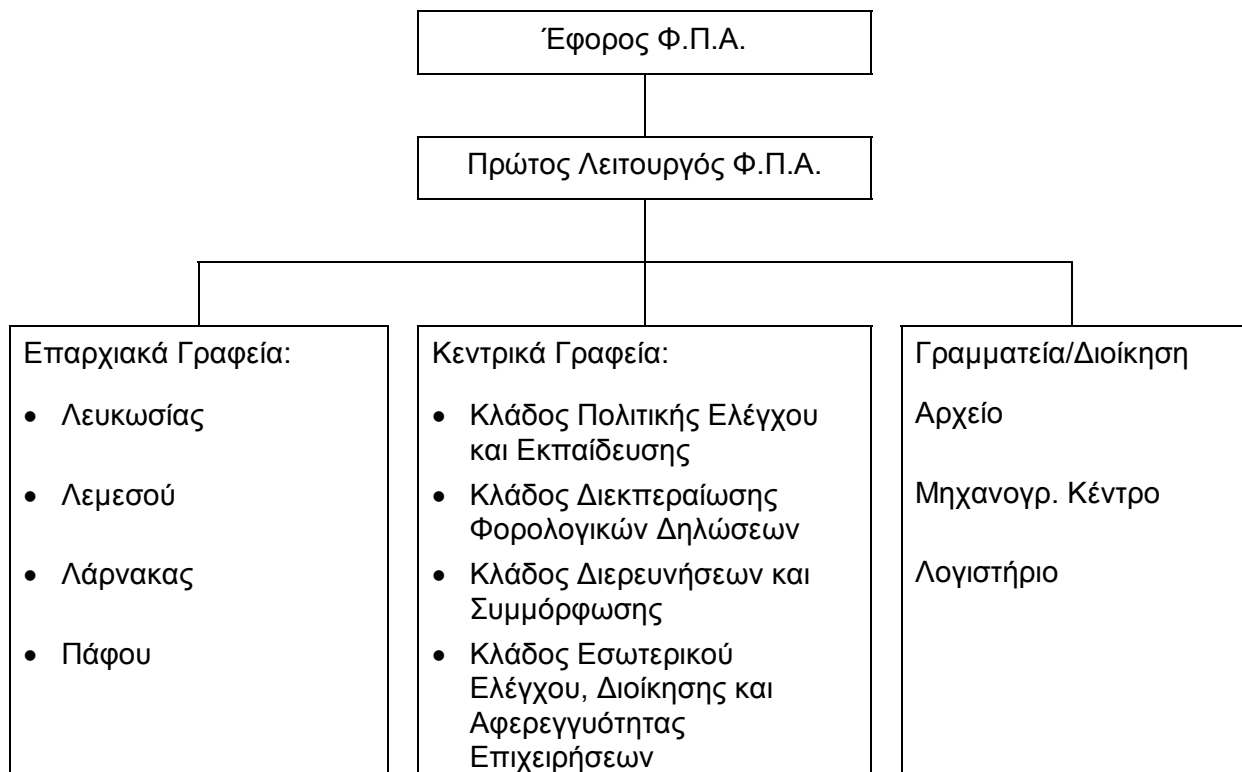 Έφορος Φ.Π.Α.
Πρώτος Λειτουργός Φ.Π.Α.
Επαρχιακά Γραφεία:
• Λευκωσίας
• Λεμεσού
• Λάρνακας
• Πάφου
Κεντρικά Γραφεία:
• Κλάδος Πολιτικής Ελέγχου
και Εκπαίδευσης
• Κλάδος Διεκπεραίωσης
Φορολογικών Δηλώσεων
• Κλάδος Διερευνήσεων και
Συμμόρφωσης
• Κλάδος Εσωτερικού
Ελέγχου, Διοίκησης και
Αφερεγγυότητας
Επιχειρήσεων
Γραμματεία/Διοίκηση
Αρχείο
Μηχανογρ. Κέντρο
Λογιστήριο